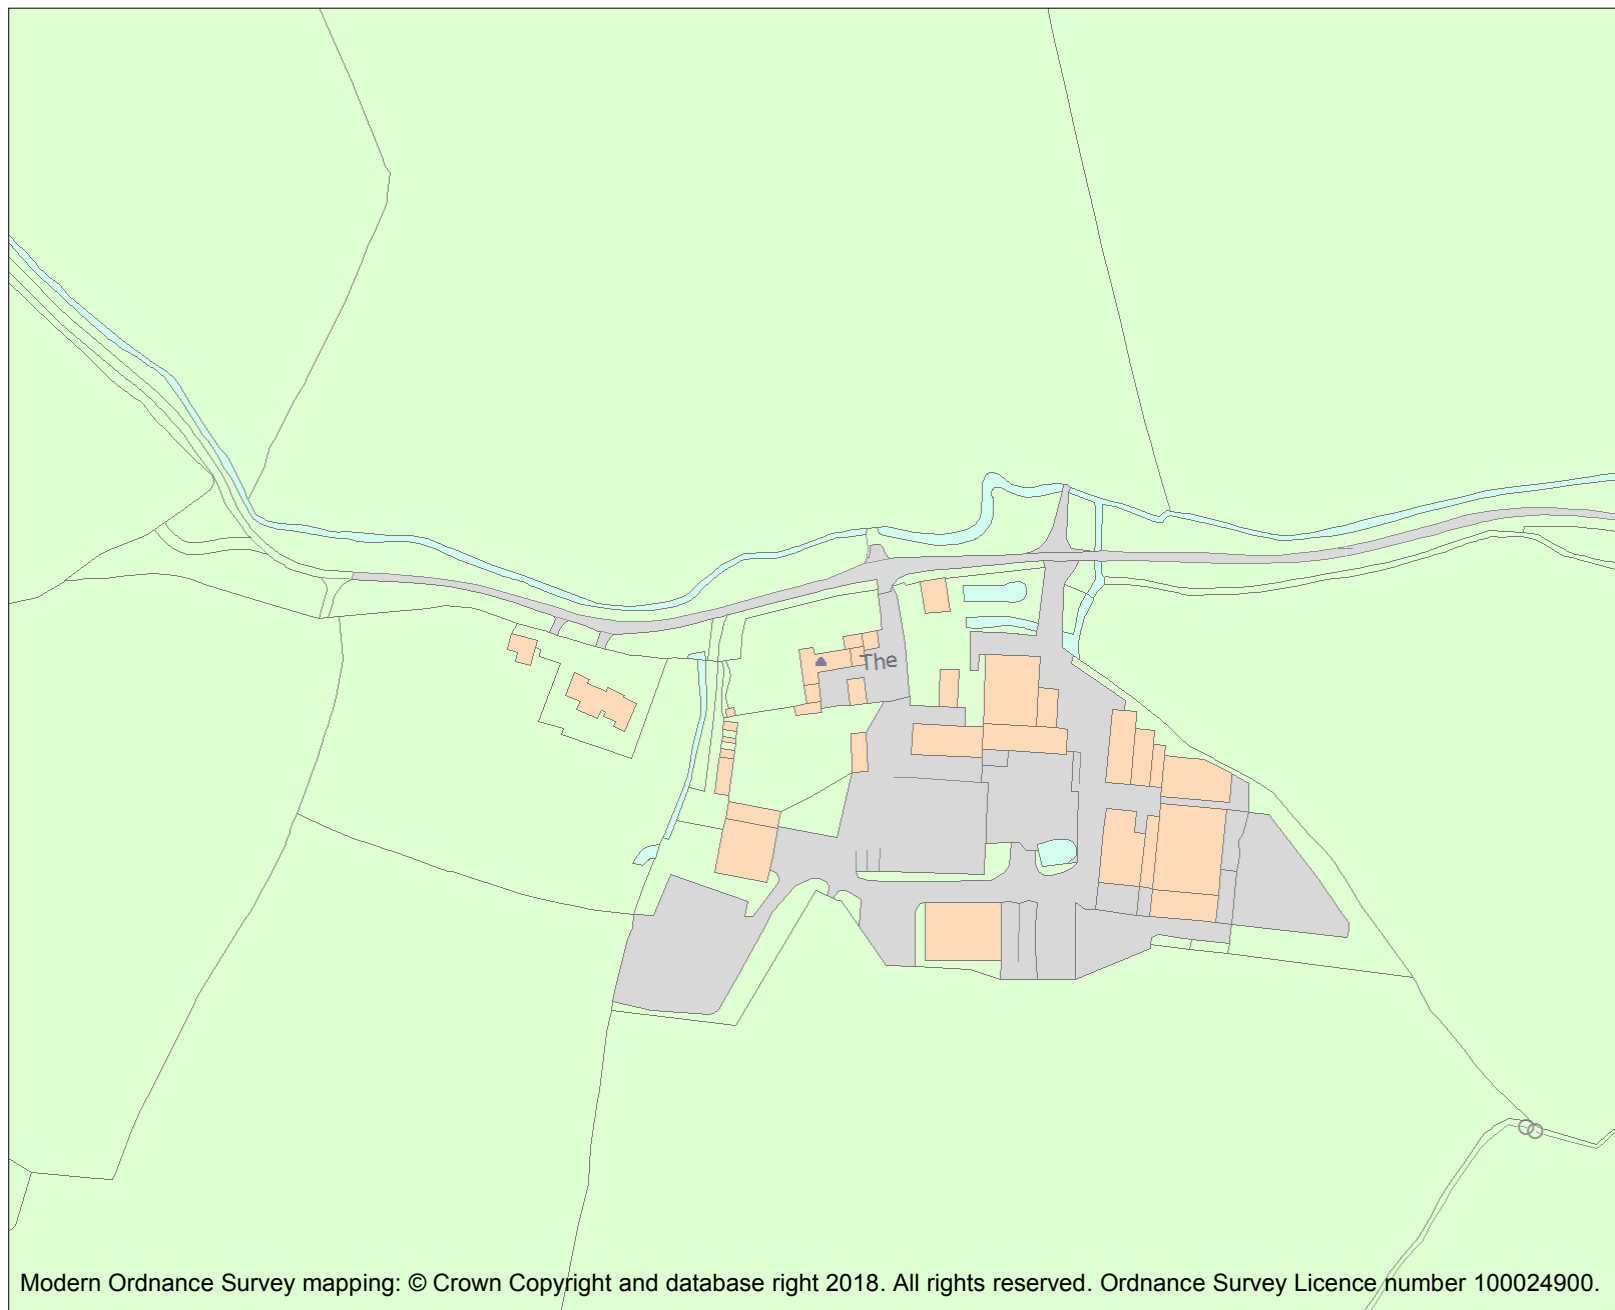 The
Modern Ordnance Survey mapping: © Crown Copyright and database right 2018. All rights reserved. Ordnance Survey Licence number 100024900.